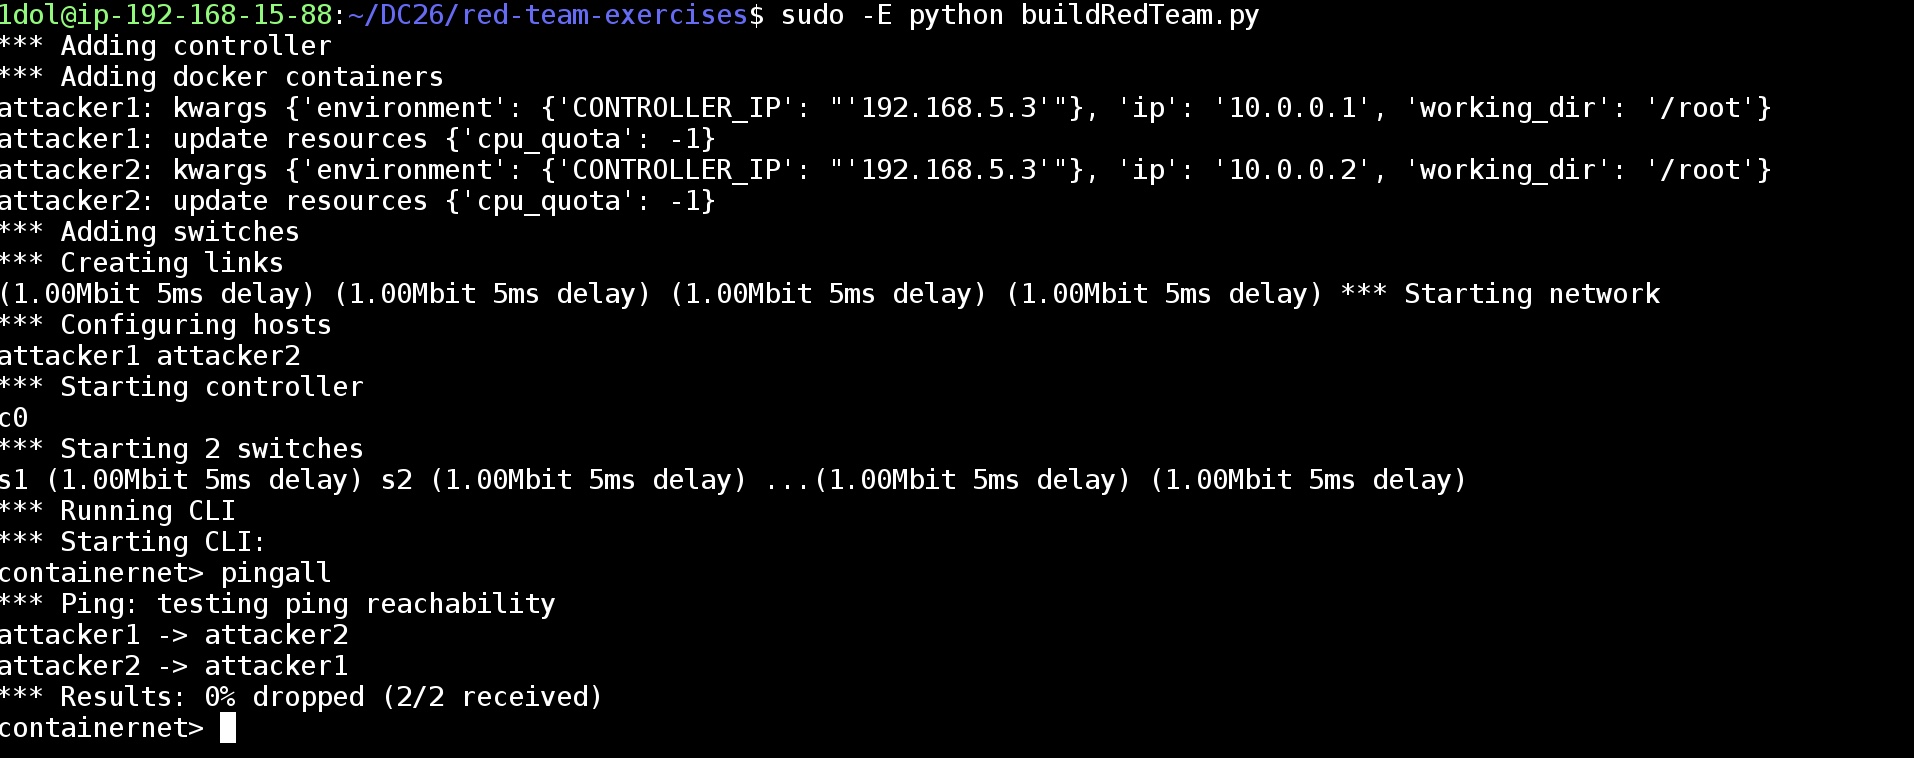 1dol@ip-192-168-15-88:~/DC26/red-team-exercises$ sudo -E python buildRedTeam.py
*** Adding controller
*** Adding docker containers
attacker1: kwargs {'environment': {'CONTROLLER_IP': "'192.168.5.3'"}, 'ip': '10.0.0.1', 'working_dir': '/root'}
attacker1: update resources {'cpu_quota': -1}
attacker2: kwargs {'environment': {'CONTROLLER_IP': "'192.168.5.3'"}, 'ip': '10.0.0.2', 'working_dir': '/root'}
attacker2: update resources {'cpu_quota': -1}
*** Adding switches
*** Creating links
(1.00Mbit 5ms delay) (1.00Mbit 5ms delay) (1.00Mbit 5ms delay) (1.00Mbit 5ms delay) *** Starting network
*** Configuring hosts
attacker1 attacker2
*** Starting controller
c0
*** Starting 2 switches
s1 (1.00Mbit 5ms delay) s2 (1.00Mbit 5ms delay) ...(1.00Mbit 5ms delay) (1.00Mbit 5ms delay)
*** Running CLI
*** Starting CLI:
containernet> pingall
*** Ping: testing ping reachability
attacker1 -> attacker2
attacker2 -> attacker1
*** Results: 0% dropped (2/2 received)
containernet>